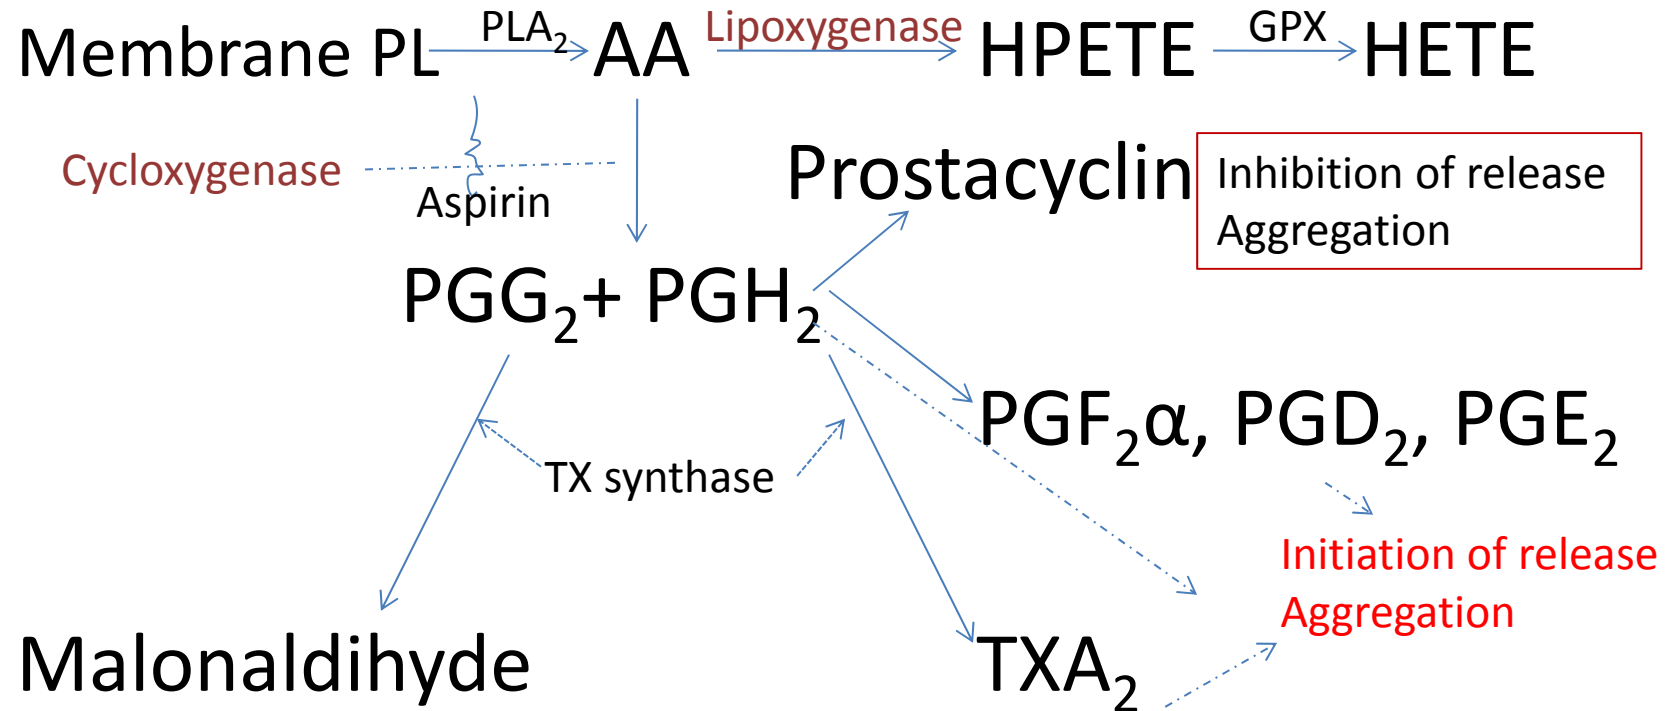 Membrane PL PLA₂ AA Lipoxygenase HPETE GPX HETE
Cycloxygenase
Aspirin
Prostacyclin
Inhibition of release
Aggregation
PGG₂+ PGH₂
PGF₂α, PGD₂, PGE₂
TX synthase
Initiation of release
Aggregation
Malonaldihyde
TXA₂